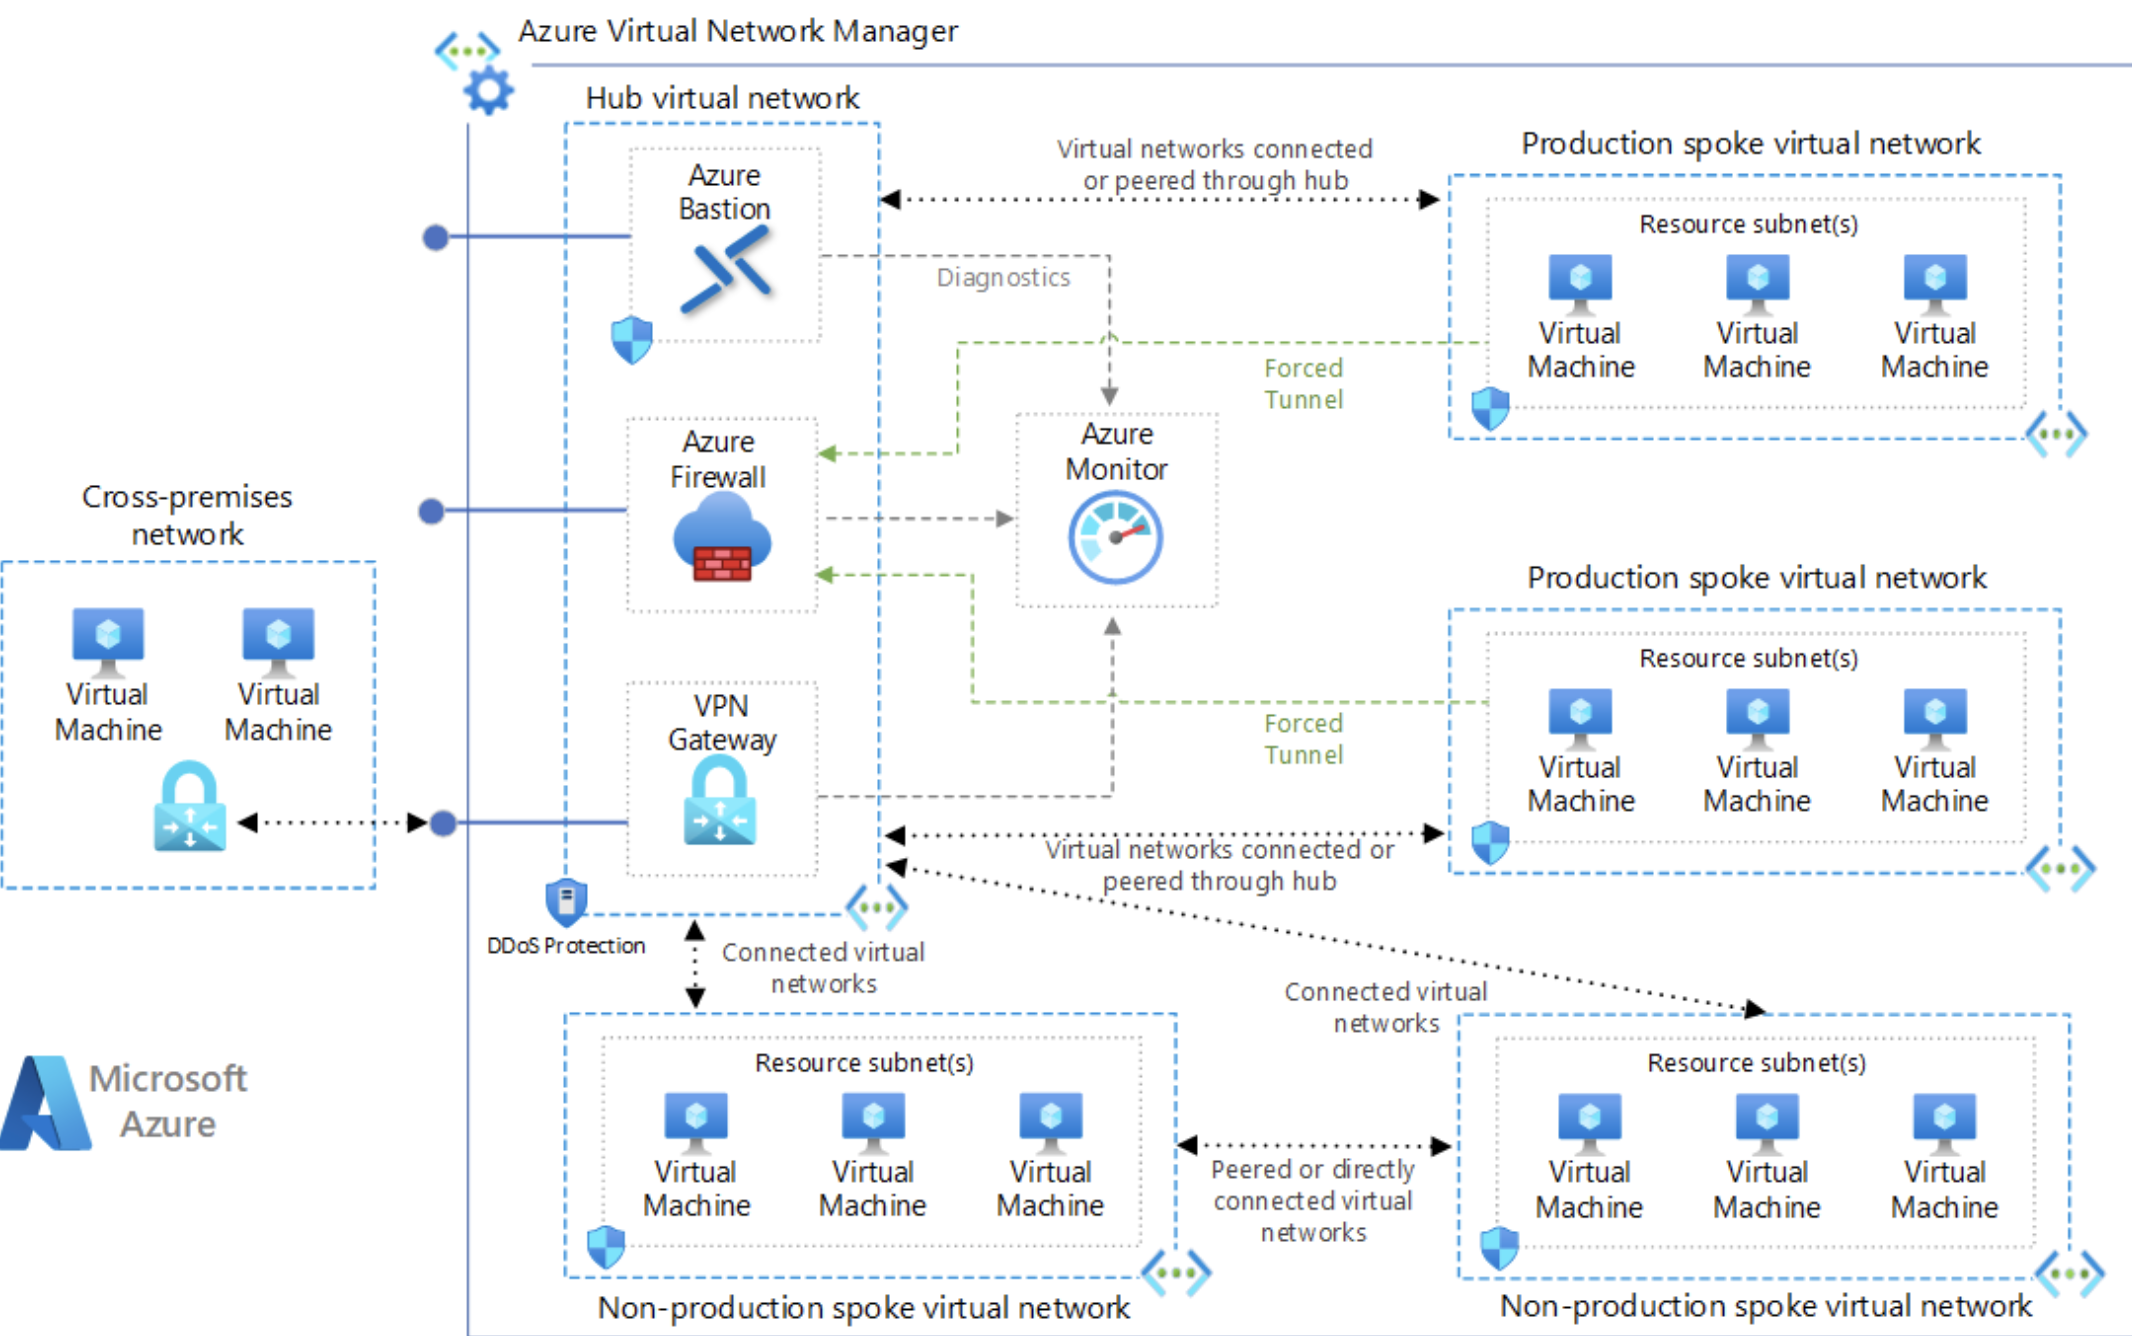 Azure Virtual Network Manager
Hub virtual network
Azure
Bastion
Virtual networks connected
or peered through hub
Diagnostics
Production spoke virtual network
Resource subnet(s)
Virtual
Machine
Virtual
Machine
Virtual
Machine
Forced
Tunnel
Azure
Firewall
Azure
Monitor
Cross-premises
network
Virtual
Machine
Virtual
Machine
VPN
Gateway
Forced
Tunnel
Production spoke virtual network
Resource subnet(s)
Virtual
Machine
Virtual
Machine
Virtual
Machine
Virtual networks connected or
peered through hub
DDoS Protection
Connected virtual
networks
Connected virtual
networks
Microsoft
Azure
Resource subnet(s)
Virtual
Machine
Virtual
Machine
Virtual
Machine
Non-production spoke virtual network
Peered or directly
connected virtual
networks
Resource subnet(s)
Virtual
Machine
Virtual
Machine
Virtual
Machine
Non-production spoke virtual network